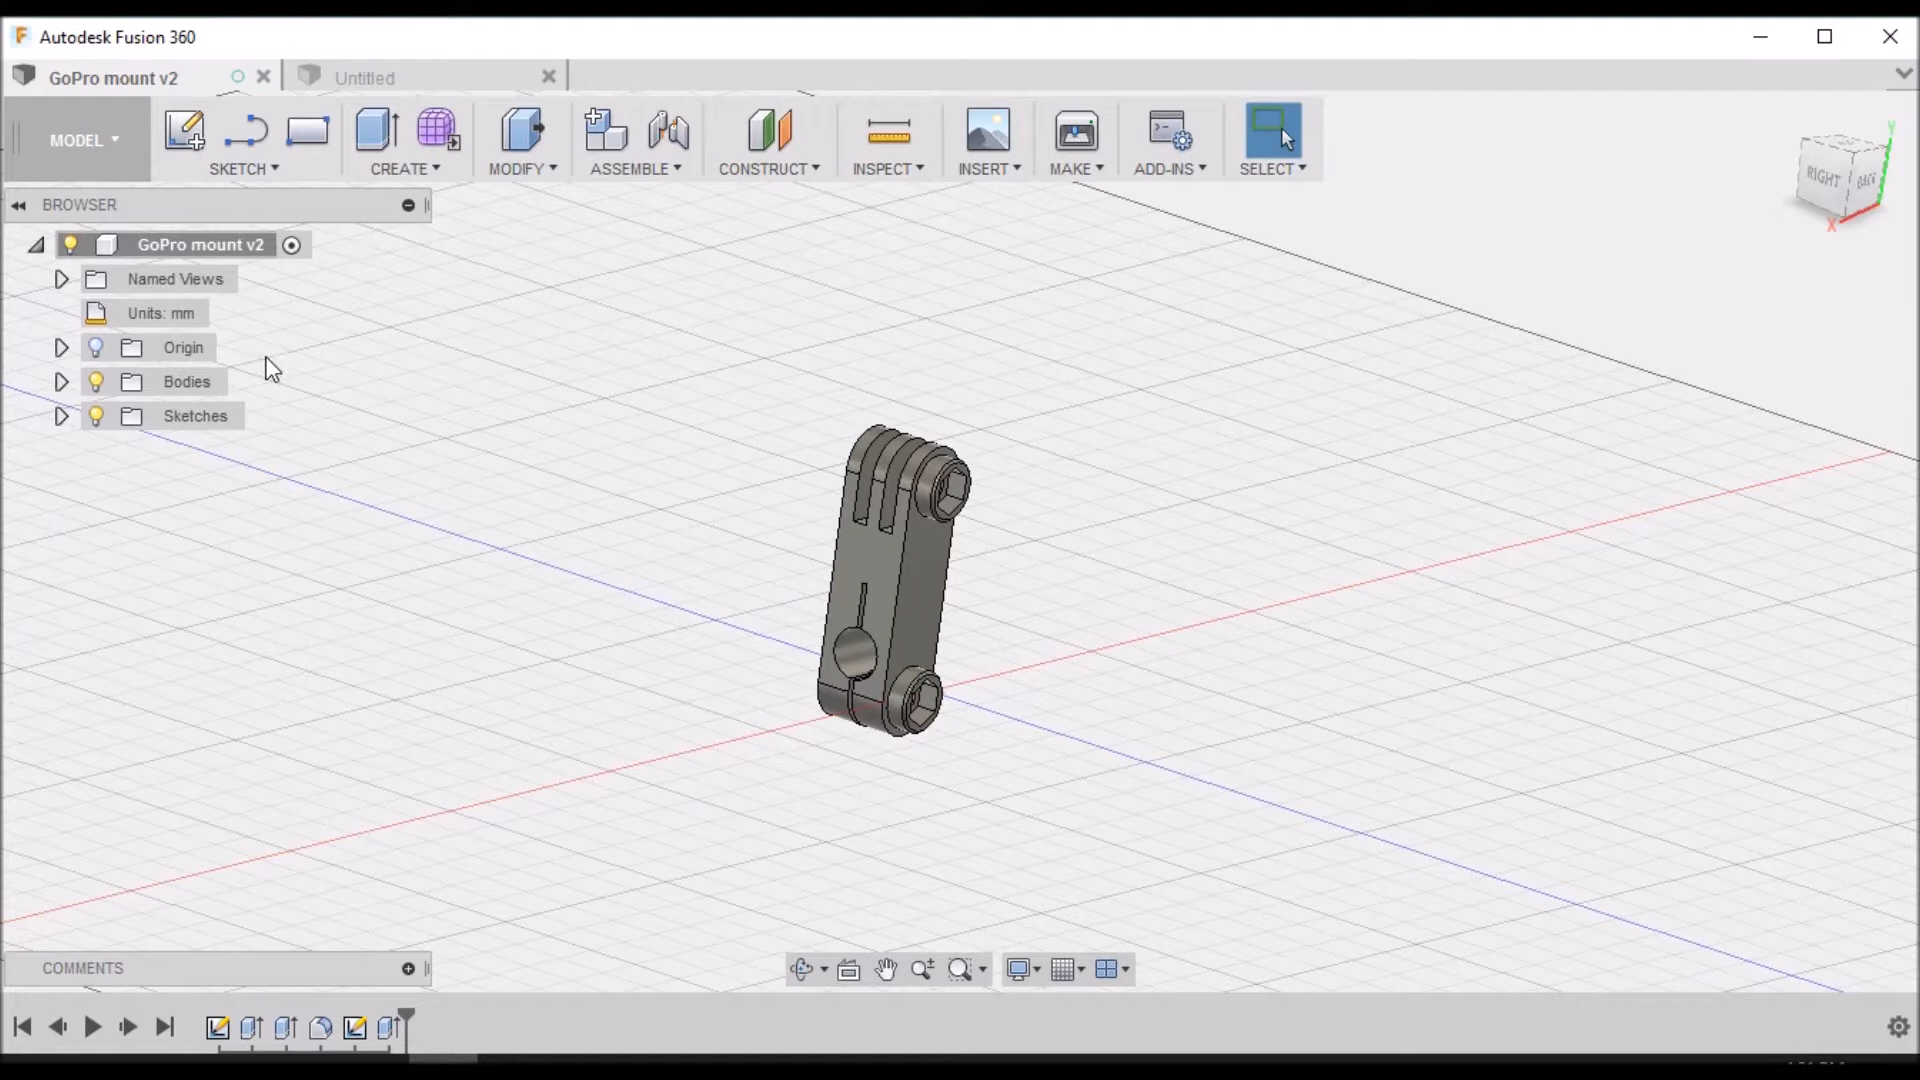 Autodesk Fusion 360
GoPro mount v2
Untitled
MODEL
SKETCH
CREATE
MODIFY
ASSEMBLE
CONSTRUCT
INSPECT
INSERT
MAKE
ADD-INS
SELECT
Y
RIGHT
BACK
X
BROWSER
GoPro mount v2
Named Views
Units: mm
Origin
Bodies
Sketches
COMMENTS